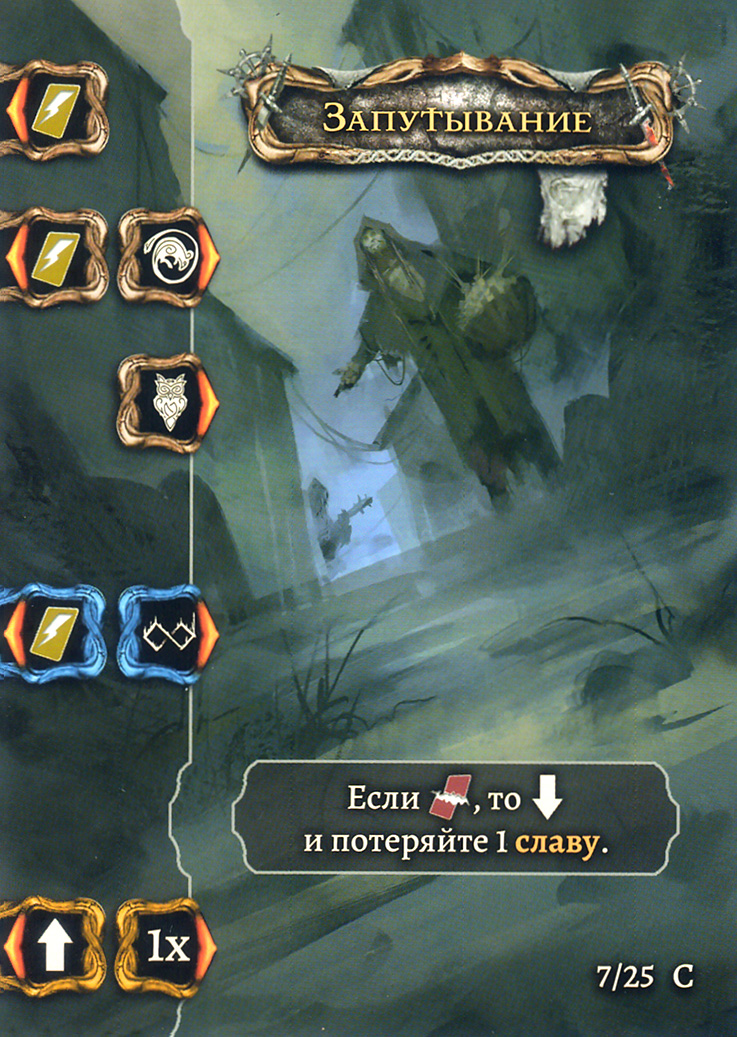 Запутывание
Если , то
и потеряйте 1 славу.
1x
7/25 C